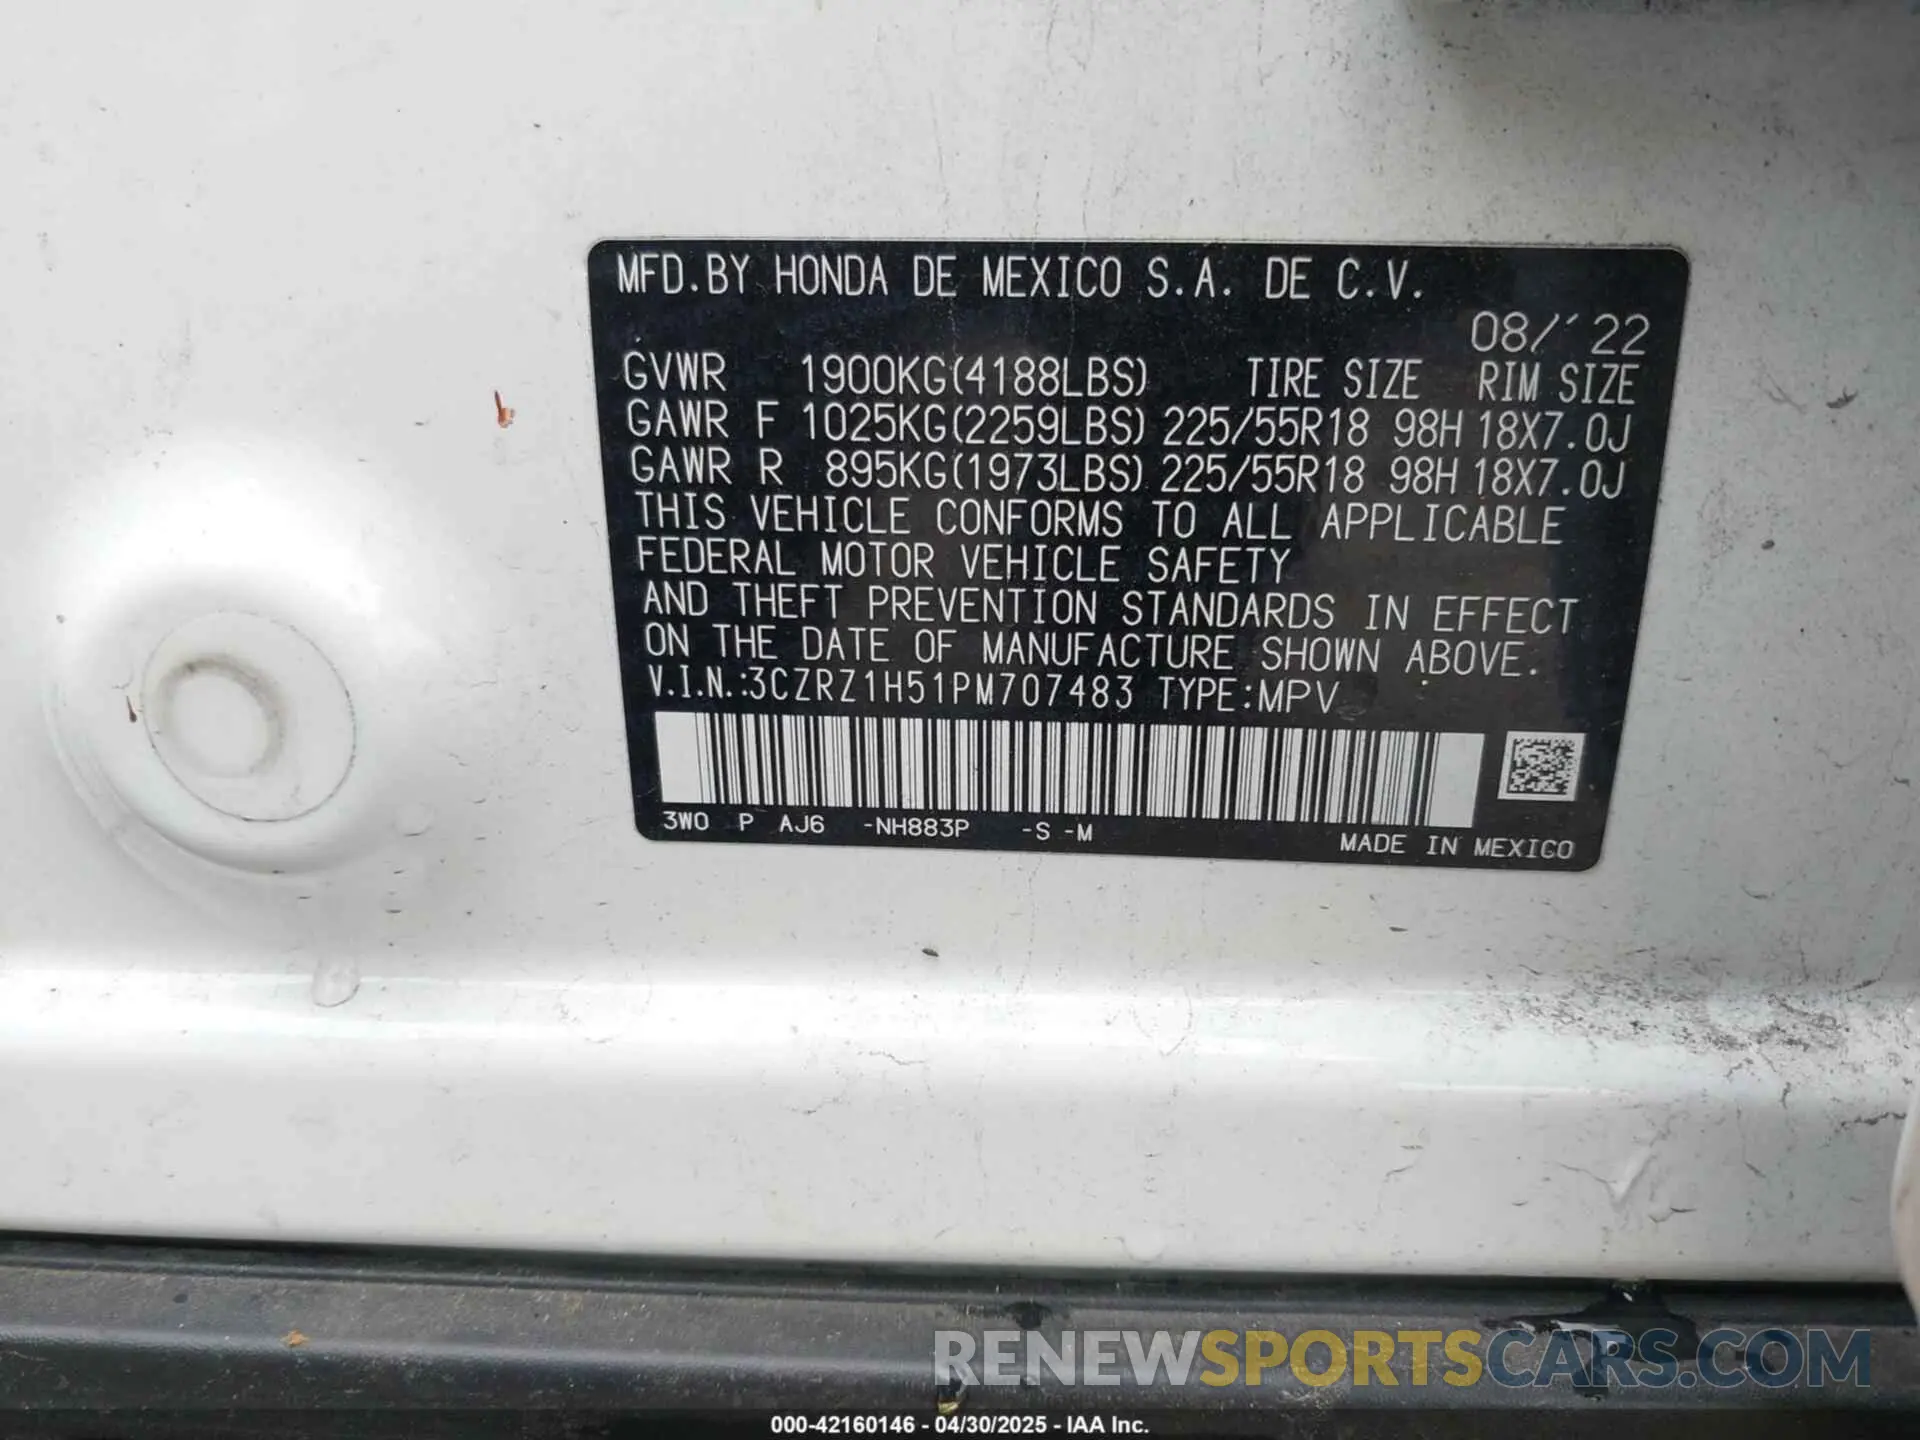 MFD.BY HONDA DE MEXICO S.A. DE C.V.
08/'22
GVWR 1900KG(4188LBS) TIRE SIZE RIM SIZE
GAWR F 1025KG(2259LBS) 225/55R18 98H 18X7.0J
GAWR R 895KG(1973LBS) 225/55R18 98H 18X7.0J
THIS VEHICLE CONFORMS TO ALL APPLICABLE
FEDERAL MOTOR VEHICLE SAFETY
AND THEFT PREVENTION STANDARDS IN EFFECT
ON THE DATE OF MANUFACTURE SHOWN ABOVE.
V.I.N.:3CZRZ1H51PM707483 TYPE:MPV
3W0 P AJ6 -NH883P -S -M
MADE IN MEXICO
RENEWSPORTSCARS.COM
000-42160146 - 04/30/2025 - IAA Inc.